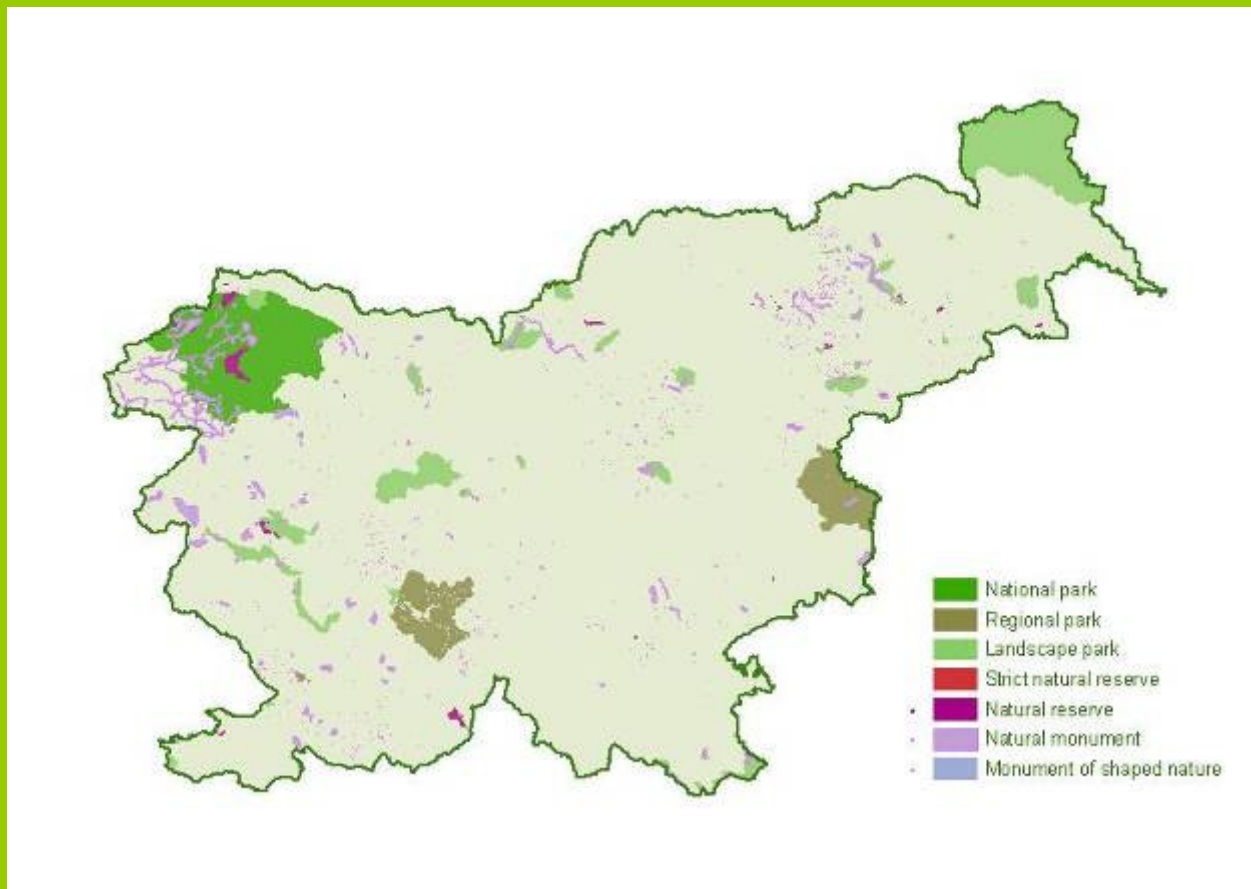 National park
Regional park
Landscape park
Strict natural reserve
Natural reserve
Natural monument
Monument of shaped nature